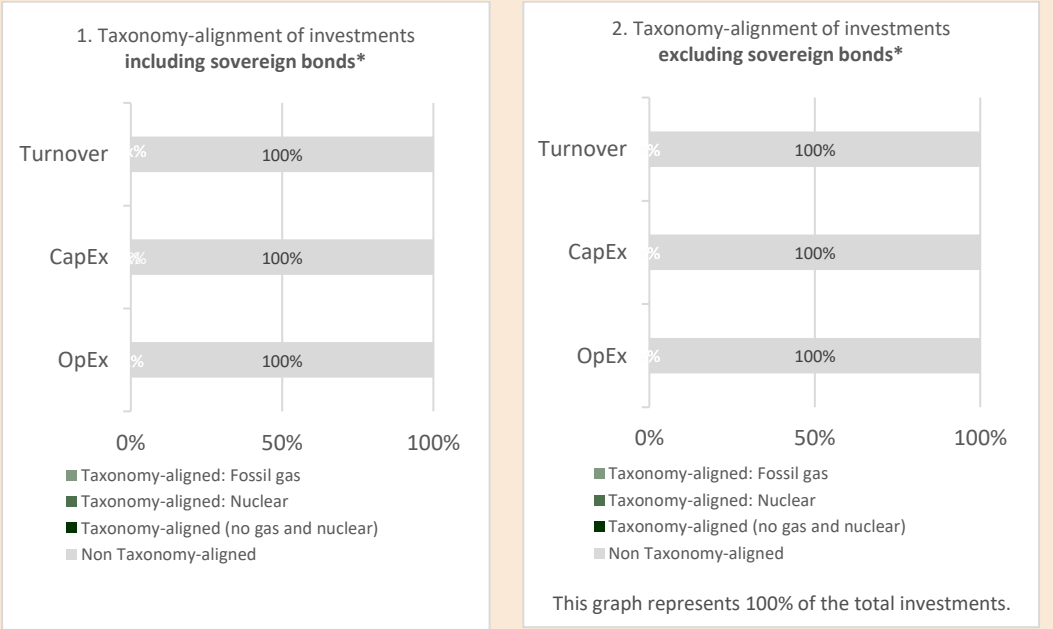 1. Taxonomy-alignment of investments
including sovereign bonds*
Turnover
100%
CapEx
100%
OpEx
%
100%
0%
50%
100%
Taxonomy-aligned: Fossil gas
Taxonomy-aligned: Nuclear
Taxonomy-aligned (no gas and nuclear)
Non Taxonomy-aligned
2. Taxonomy-alignment of investments
excluding sovereign bonds*
Turnover
%
100%
CapEx
%
100%
OpEx
%
100%
0%
50%
100%
Taxonomy-aligned: Fossil gas
Taxonomy-aligned: Nuclear
Taxonomy-aligned (no gas and nuclear)
Non Taxonomy-aligned
This graph represents 100% of the total investments.